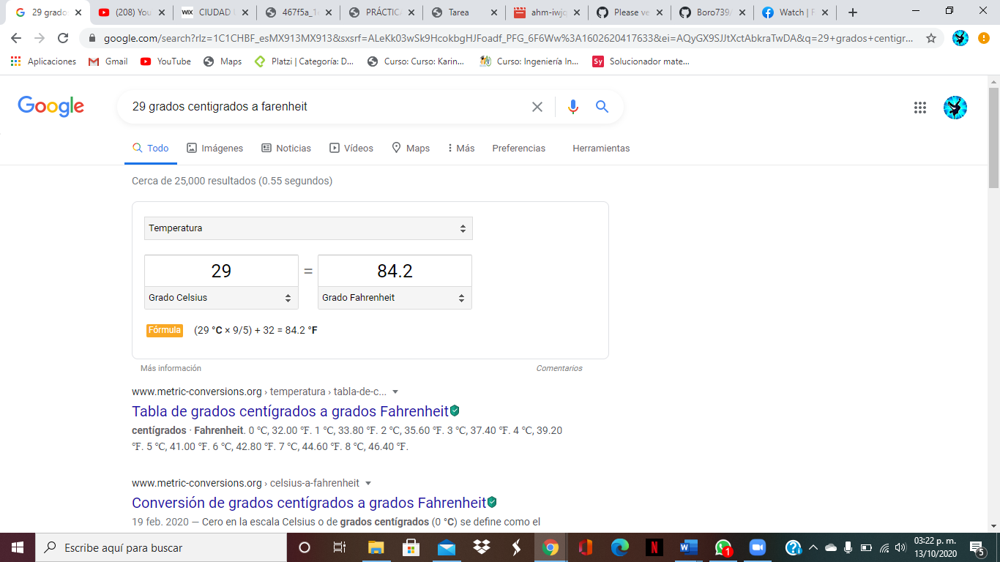 29 grados (208) You WIX CIUDAD 467f5a_1 PRÁCTIC Tarea ahm-iwjq Please ve Boro739/ Watch | F
google.com/search?rlz=1C1CHBF_esMX913MX913&sxsrf=ALeKk03wSk9HcokbgHJFoadf_PFG_6F6Ww%3A1602620417633&ei=AQyGX9SJJtXctAbkraTwDA&q=29+grados+centigr...
Aplicaciones Gmail YouTube Maps Platzi | Categoría: D... Curso: Curso: Karin... Curso: Ingeniería In... Sy Solucionador mate...
Google 29 grados centigrados a farenheit
Todo Imágenes Noticias Vídeos Maps Más Preferencias Herramientas
Cerca de 25,000 resultados (0.55 segundos)
Temperatura
29 = 84.2
Grado Celsius Grado Fahrenheit
Fórmula (29 °C × 9/5) + 32 = 84.2 °F
Más información Comentarios
www.metric-conversions.org › temperatura › tabla-de-c...
Tabla de grados centígrados a grados Fahrenheit
centígrados · Fahrenheit. 0 °C, 32.00 °F. 1 °C, 33.80 °F. 2 °C, 35.60 °F. 3 °C, 37.40 °F. 4 °C, 39.20
°F. 5 °C, 41.00 °F. 6 °C, 42.80 °F. 7 °C, 44.60 °F. 8 °C, 46.40 °F.
www.metric-conversions.org › celsius-a-fahrenheit
Conversión de grados centígrados a grados Fahrenheit
19 feb. 2020 — Cero en la escala Celsius o de grados centígrados (0 °C) se define como el
Escribe aquí para buscar
1
03:22 p. m.
13/10/2020
5